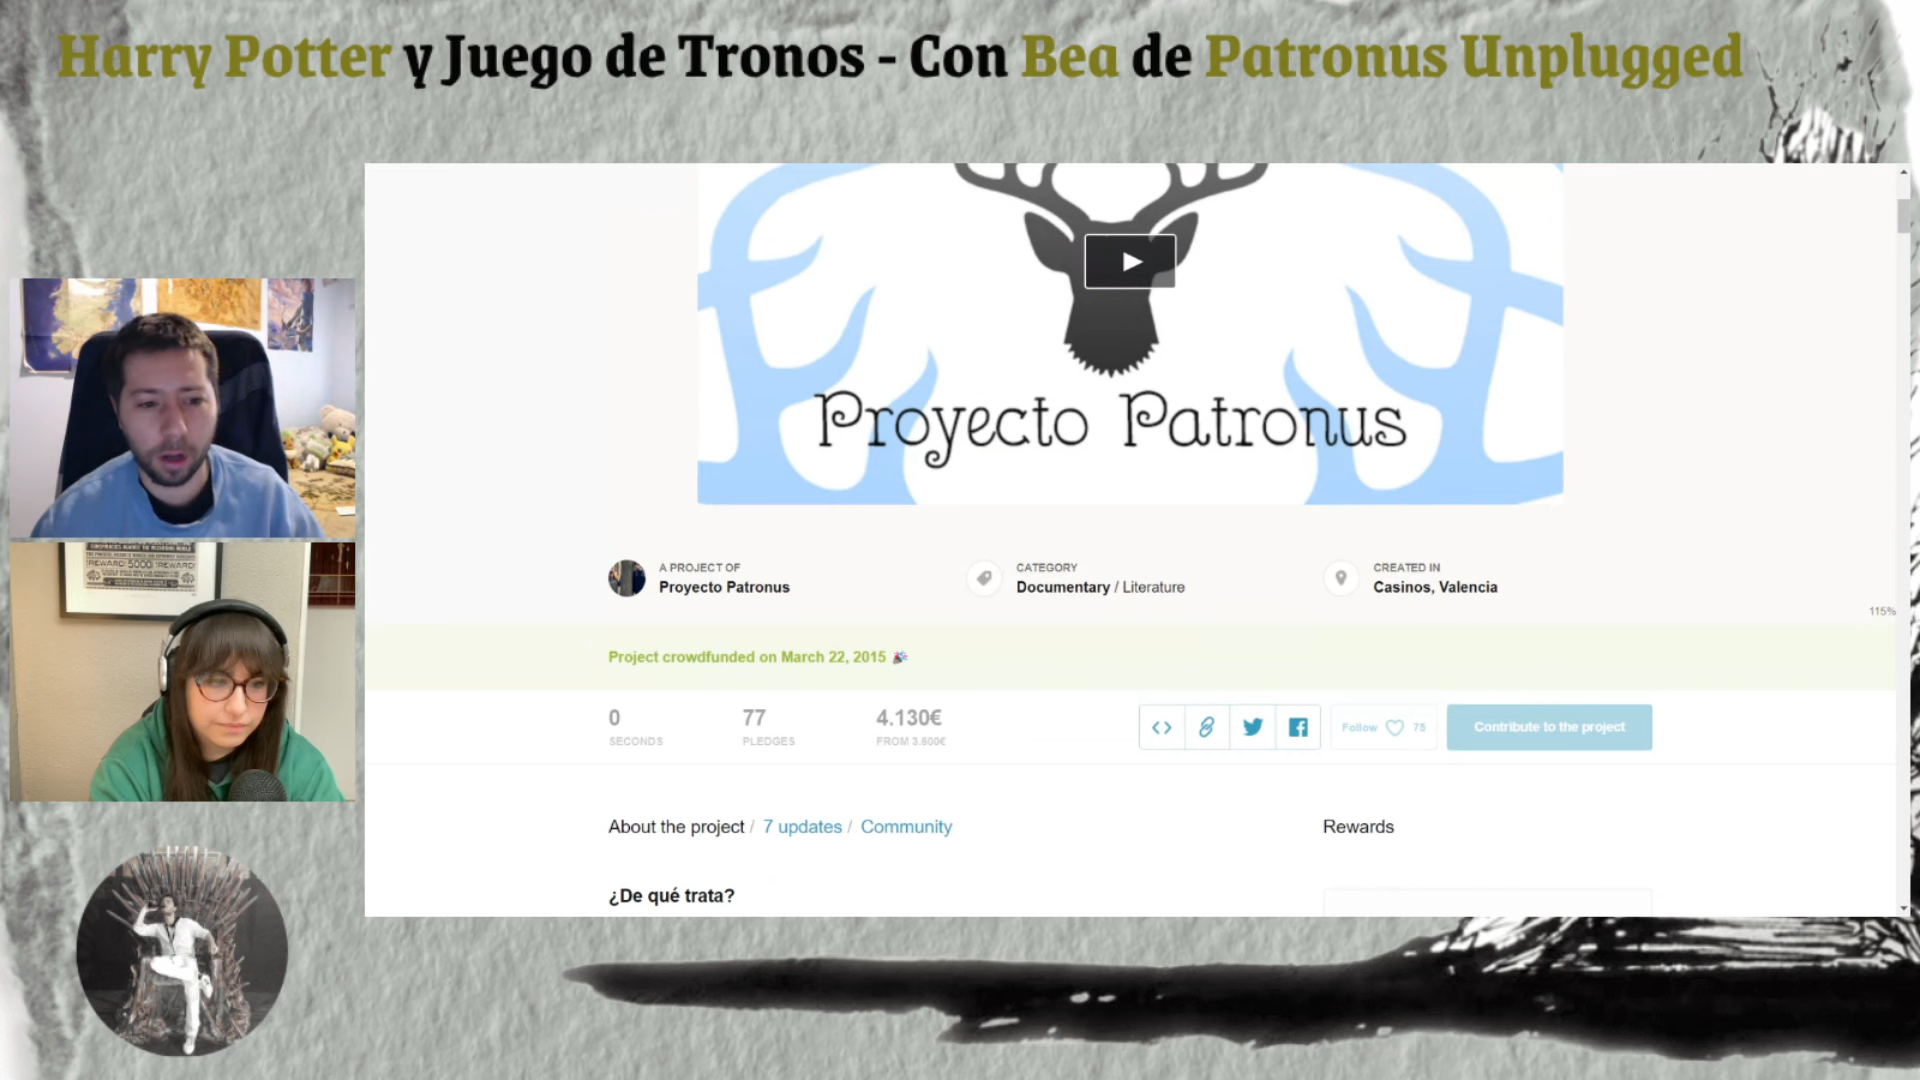 Harry Potter y Juego de Tronos - Con Bea de Patronus Unplugged
Proyecto Patronus
A PROJECT OF
Proyecto Patronus
CATEGORY
Documentary / Literature
CREATED IN
Casinos, Valencia
115%
Project crowdfunded on March 22, 2015
0
SECONDS
77
PLEDGES
4.130€
FROM 3.600€
Follow 75
Contribute to the project
About the project / 7 updates / Community
Rewards
¿De qué trata?
!REWARD! 5000 !REWARD!